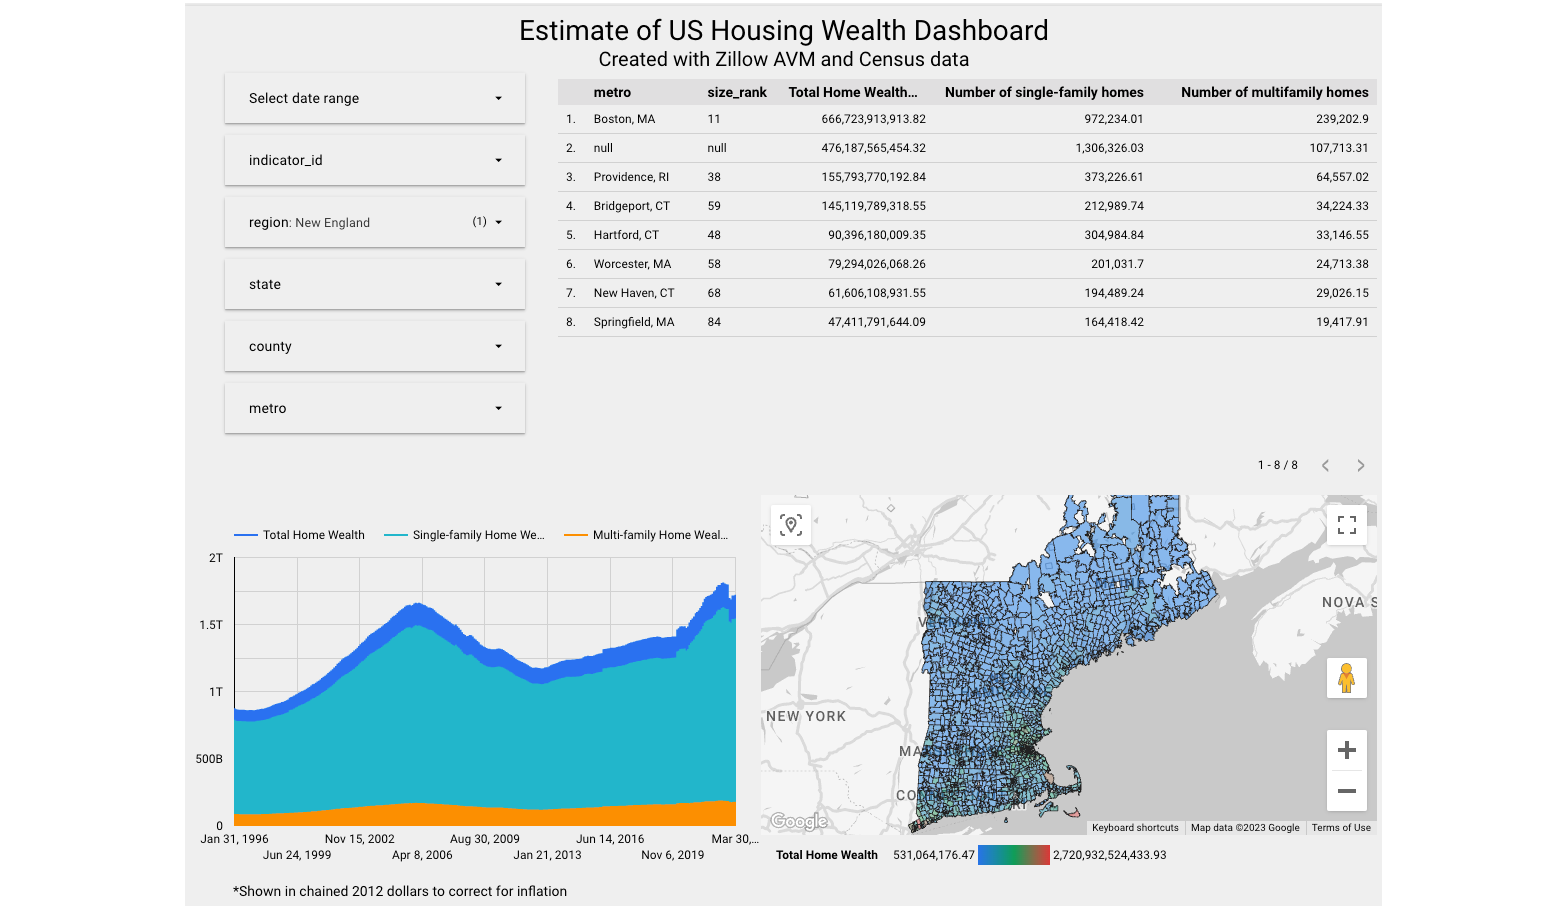 Estimate of US Housing Wealth Dashboard
Created with Zillow AVM and Census data
Select date range
indicator_id
region: New England (1)
state
county
metro
metro size_rank Total Home Wealth… Number of single-family homes Number of multifamily homes
1. Boston, MA 11 666,723,913,913.82 972,234.01 239,202.9
2. null null 476,187,565,454.32 1,306,326.03 107,713.31
3. Providence, RI 38 155,793,770,192.84 373,226.61 64,557.02
4. Bridgeport, CT 59 145,119,789,318.55 212,989.74 34,224.33
5. Hartford, CT 48 90,396,180,009.35 304,984.84 33,146.55
6. Worcester, MA 58 79,294,026,068.26 201,031.7 24,713.38
7. New Haven, CT 68 61,606,108,931.55 194,489.24 29,026.15
8. Springfield, MA 84 47,411,791,644.09 164,418.42 19,417.91
1 - 8 / 8
Total Home Wealth Single-family Home We… Multi-family Home Weal…
2T
1.5T
1T
500B
0
Jan 31, 1996 Nov 15, 2002 Aug 30, 2009 Jun 14, 2016 Mar 30,…
Jun 24, 1999 Apr 8, 2006 Jan 21, 2013 Nov 6, 2019
*Shown in chained 2012 dollars to correct for inflation
NOVA S
NEW YORK
MA
CO
Google
Keyboard shortcuts Map data ©2023 Google Terms of Use
Total Home Wealth 531,064,176.47 2,720,932,524,433.93